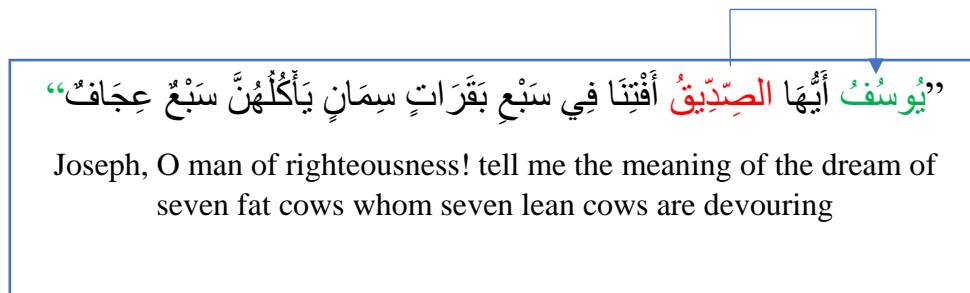 ”يُوسُفُ أَيُّهَا الصِّدِّيقُ أَفْتِنَا فِي سَبْعِ بَقَرَاتٍ سِمَانٍ يَأْكُلُهُنَّ سَبْعٌ عِجَافٌ“
Joseph, O man of righteousness! tell me the meaning of the dream of
seven fat cows whom seven lean cows are devouring